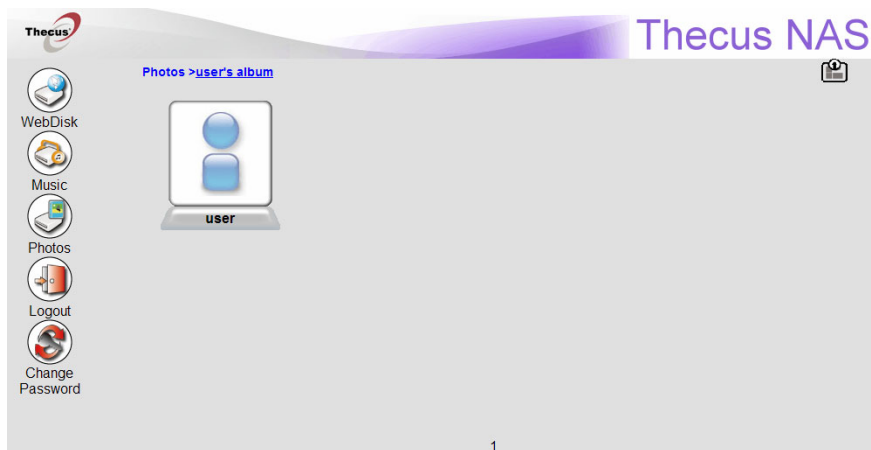 Thecus
Thecus NAS
Photos >user's album
WebDisk
Music
Photos
Logout
Change
Password
user
1